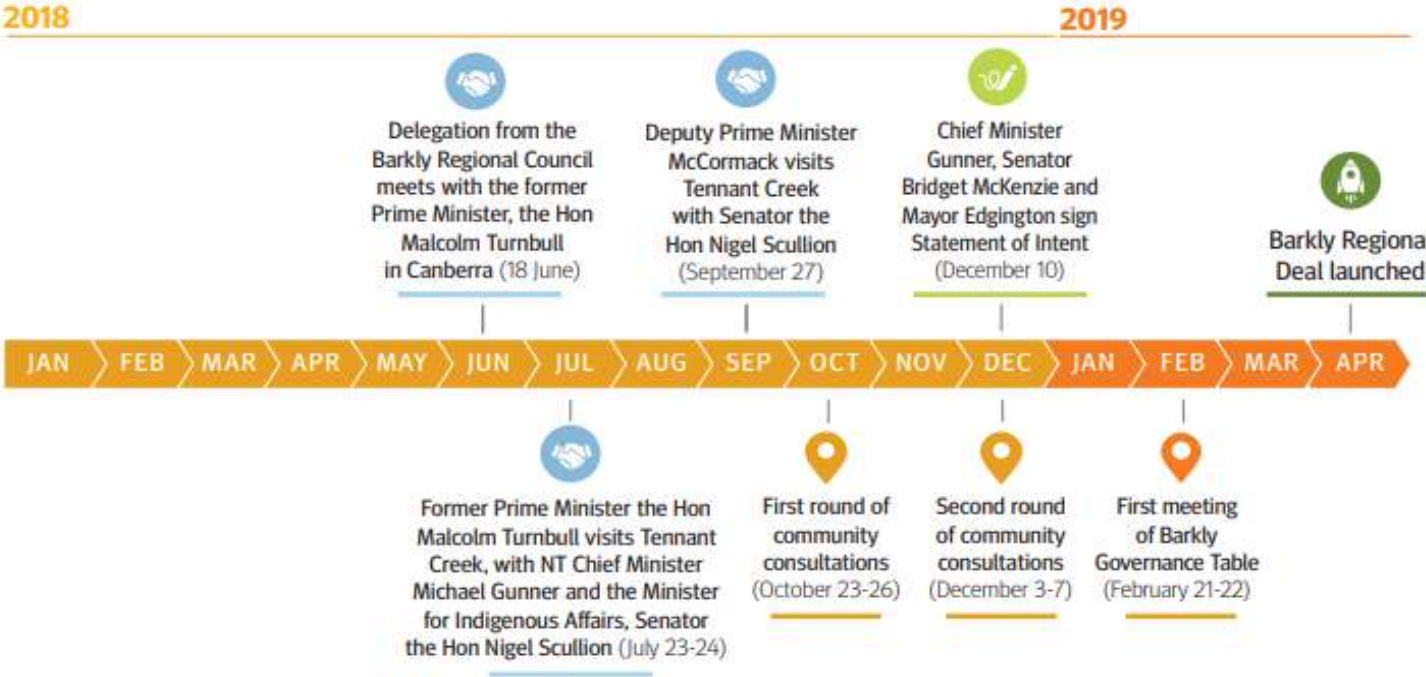 2018
2019
Delegation from the
Barkly Regional Council
meets with the former
Prime Minister, the Hon
Malcolm Turnbull
in Canberra (18 June)
Deputy Prime Minister
McCormack visits
Tennant Creek
with Senator the
Hon Nigel Scullion
(September 27)
Chief Minister
Gunner, Senator
Bridget McKenzie and
Mayor Edgington sign
Statement of Intent
(December 10)
Barkly Regiona
Deal launched
JAN FEB MAR APR MAY JUN JUL AUG SEP OCT NOV DEC JAN FEB MAR APR
Former Prime Minister the Hon
Malcolm Turnbull visits Tennant
Creek, with NT Chief Minister
Michael Gunner and the Minister
for Indigenous Affairs, Senator
the Hon Nigel Scullion (July 23-24)
First round of
community
consultations
(October 23-26)
Second round
of community
consultations
(December 3-7)
First meeting
of Barkly
Governance Table
(February 21-22)